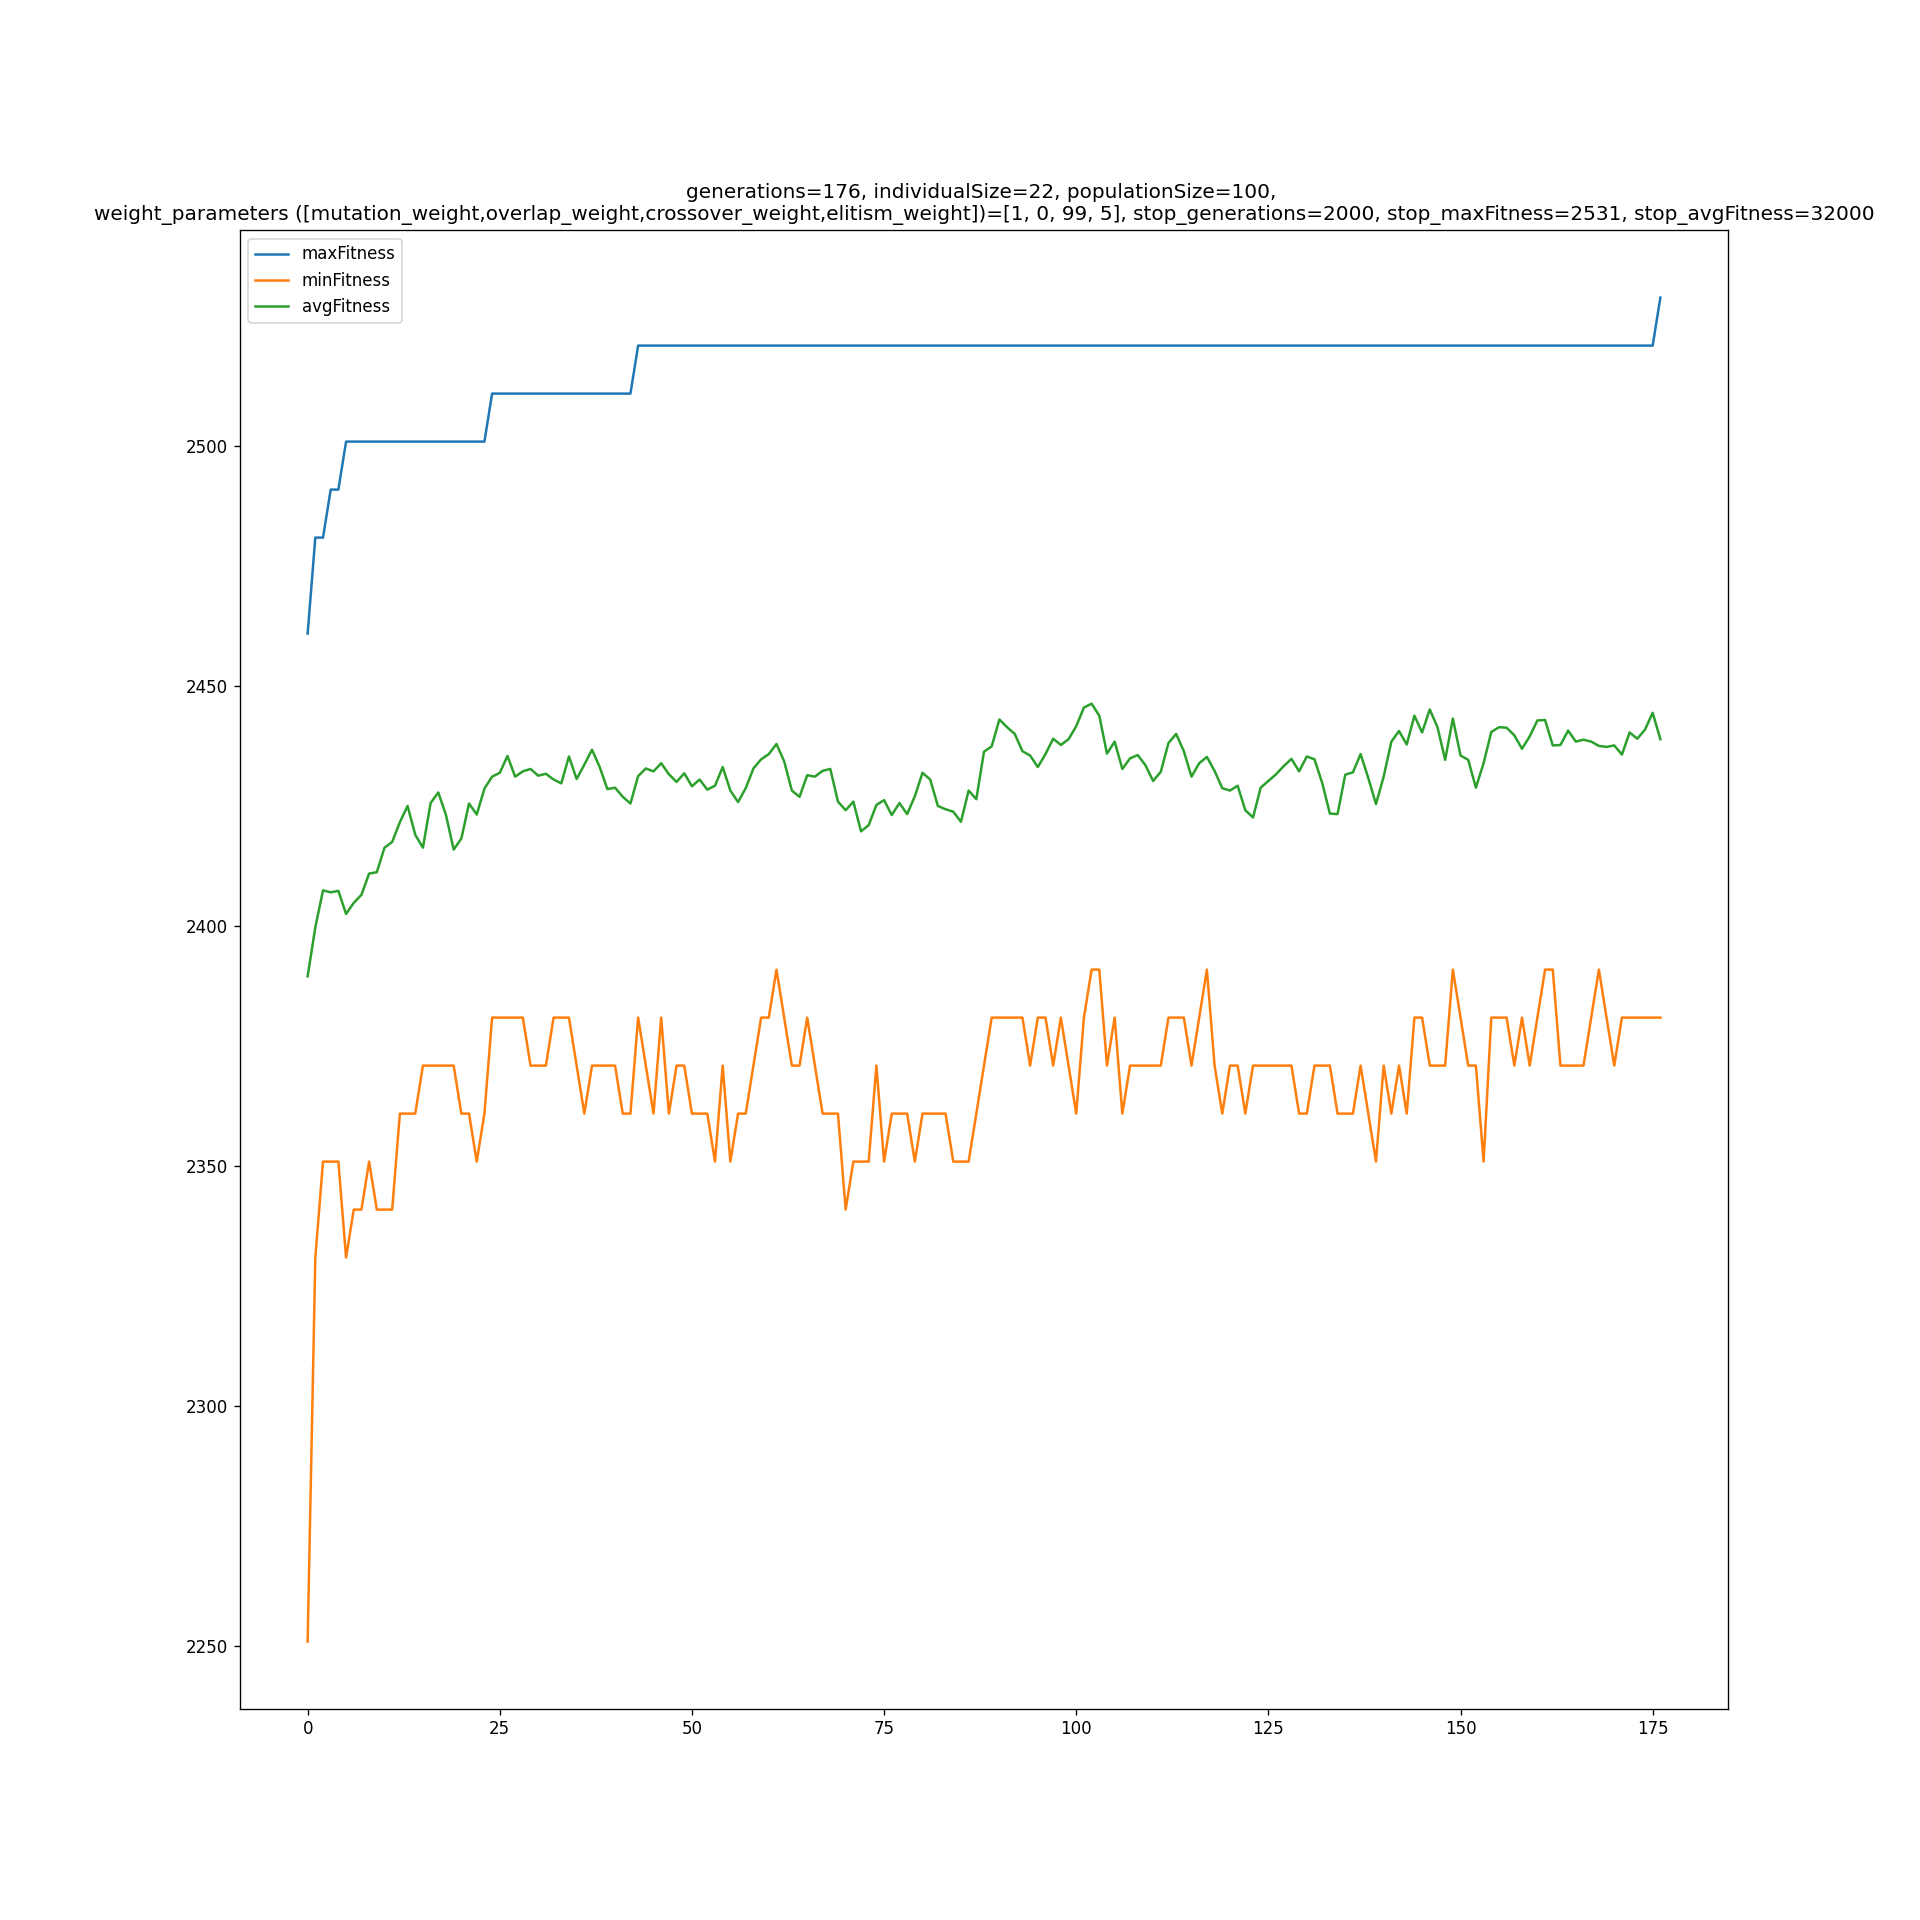 generations=176, individualSize=22, populationSize=100,
weight_parameters ([mutation_weight,overlap_weight,crossover_weight,elitism_weight])=[1, 0, 99, 5], stop_generations=2000, stop_maxFitness=2531, stop_avgFitness=32000
maxFitness
minFitness
avgFitness
2500
2450
2400
2350
2300
2250
0 25 50 75 100 125 150 175